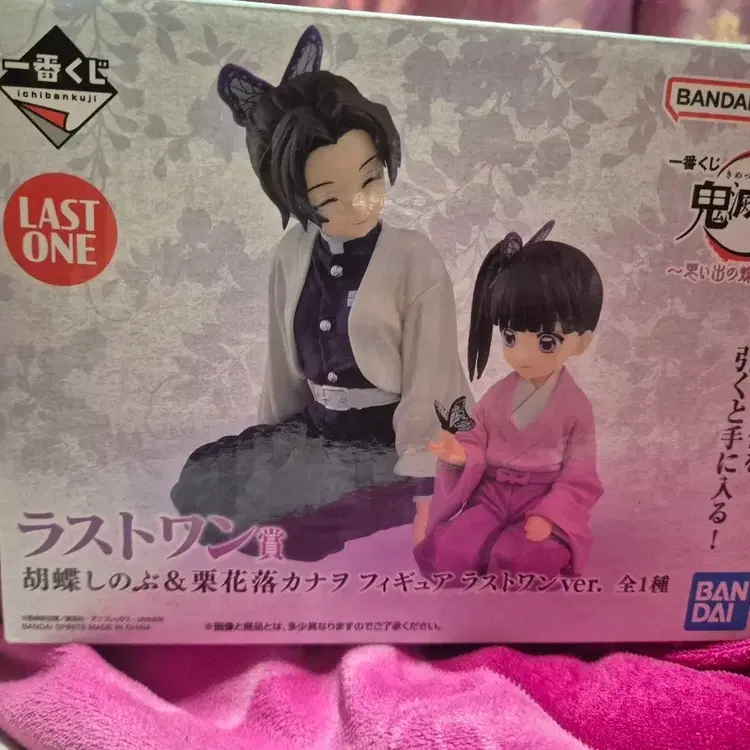 一番くじ
ichibankuji
LAST
ONE
BANDAI
一番くじ
きめつ
鬼滅
～思い出の蝶
引くと手に入る！
ラストワン賞
胡蝶しのぶ&栗花落カナヲ フィギュア ラストワンver. 全1種
BANDAI SPIRITS MADE IN CHINA
※画像と商品とは、多少異なりますのでご了承ください。
BAN
DAI